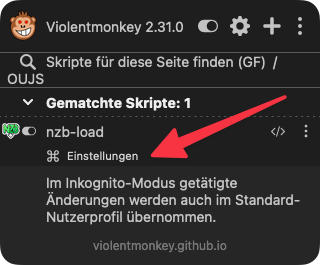 Violentmonkey 2.31.0
Skripte für diese Seite finden (GF) /
OUJS
Gematchte Skripte: 1
NZB
nzb-load
</>
⌘ Einstellungen
Im Inkognito-Modus getätigte
Änderungen werden auch im Standard-
Nutzerprofil übernommen.
violentmonkey.github.io